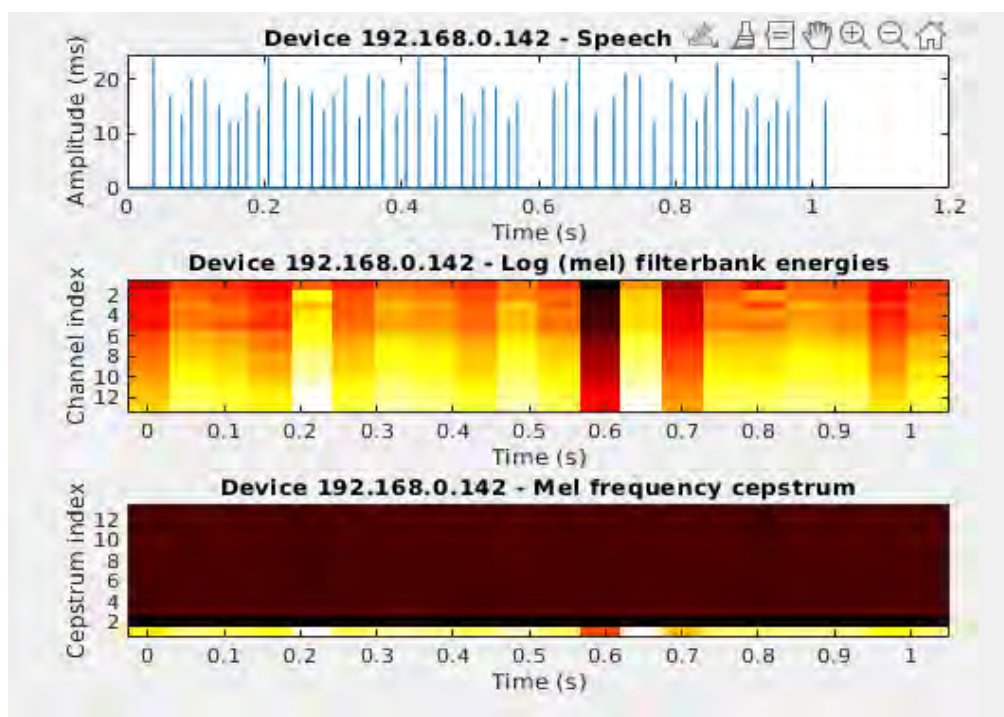 Device 192.168.0.142 - Speech
Amplitude (ms)
20
10
0
0 0.2 0.4 0.6 0.8 1 1.2
Time (s)
Device 192.168.0.142 - Log (mel) filterbank energies
Channel index
2
4
6
8
10
12
0 0.1 0.2 0.3 0.4 0.5 0.6 0.7 0.8 0.9 1
Time (s)
Device 192.168.0.142 - Mel frequency cepstrum
Cepstrum index
12
10
8
6
4
2
0 0.1 0.2 0.3 0.4 0.5 0.6 0.7 0.8 0.9 1
Time (s)